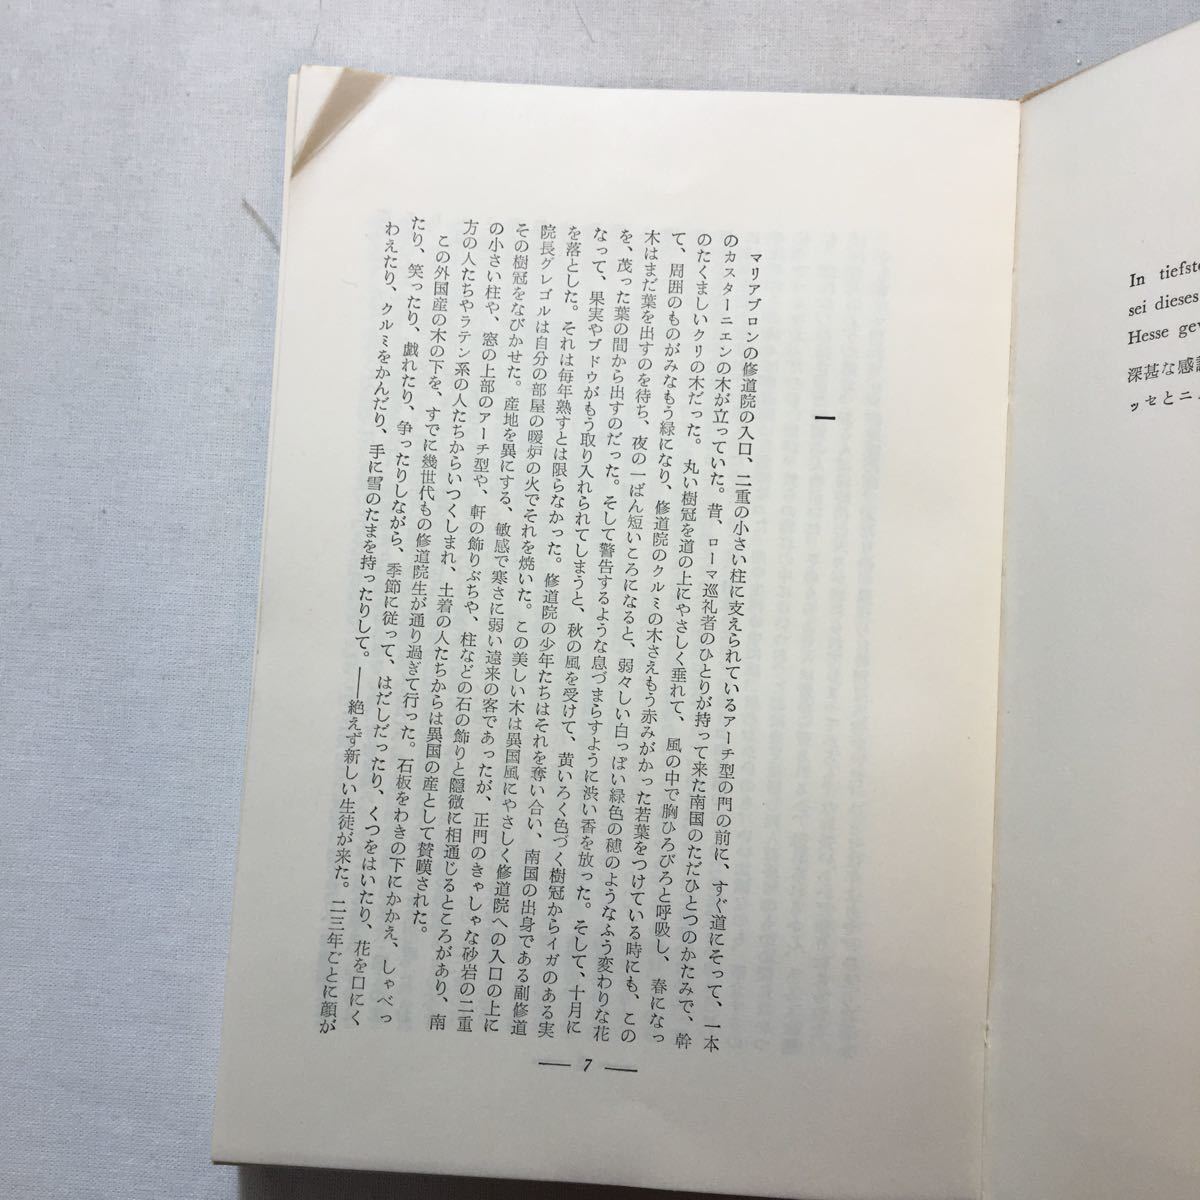 In tiefste
sei dieses
Hesse gev
深甚な感
ッセとニ
一
マリアブロンの修道院の入口、二重の小さい柱に支えられているアーチ型の門の前に、すぐ道にそって、一本
のカスターニエンの木が立っていた。昔、ローマ巡礼者のひとりが持って来た南国のただひとつのかたみで、幹
のたくましいクリの木だった。丸い樹冠を道の上にやさしく垂れて、風の中で胸ひろびろと呼吸し、春になっ
て、周囲のものがみなもう緑になり、修道院のクルミの木さえもう赤みがかった若葉をつけている時にも、この
木はまだ葉を出すのを待ち、夜の一ばん短いころになると、弱々しい白っぽい緑色の穂のようなふう変わりな花
を、茂った葉の間から出すのだった。そして警告するような息づまらすように渋い香を放った。そして、十月に
なって、果実やブドウがもう取り入れられてしまうと、秋の風を受けて、黄いろく色づく樹冠からイガのある実
を落とした。それは毎年熟すとは限らなかった。修道院の少年たちはそれを奪い合い、南国の出身である副修道
院長グレゴルは自分の部屋の暖炉の火でそれを焼いた。この美しい木は異国風にやさしく修道院への入口の上に
その樹冠をなびかせた。産地を異にする、敏感で寒さに弱い遠来の客であったが、正門のきゃしゃな砂岩の二重
の小さい柱や、窓の上部のアーチ型や、軒の飾りぶちや、柱などの石の飾りと隠微に相通じるところがあり、南
方の人たちやラテン系の人たちからいつくしまれ、土着の人たちからは異国の産として賛嘆された。
この外国産の木の下を、すでに幾世代もの修道院生が通り過ぎて行った。石板をわきの下にかかえ、しゃべっ
たり、笑ったり、戯れたり、争ったりしながら、季節に従って、はだしだったり、くつをはいたり、花を口にく
わえたり、クルミをかんだり、手に雪のたまを持ったりして。――絶えず新しい生徒が来た。二三年ごとに顔が
― 7 ―